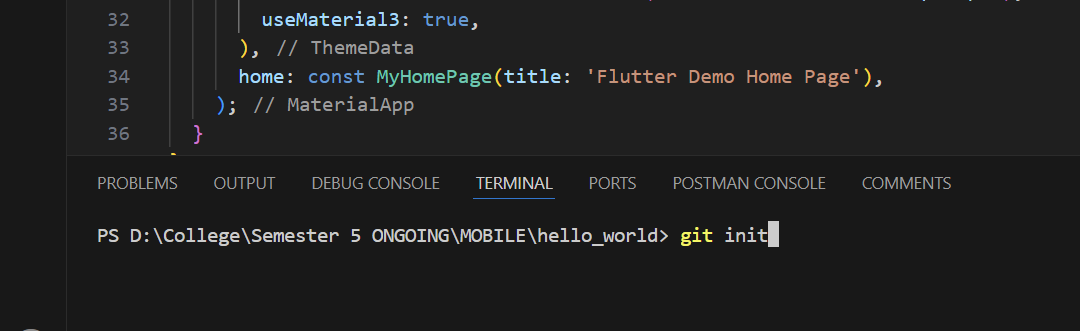 32 useMaterial3: true,
33 ), // ThemeData
34 home: const MyHomePage(title: 'Flutter Demo Home Page'),
35 ); // MaterialApp
36 }
PROBLEMS OUTPUT DEBUG CONSOLE TERMINAL PORTS POSTMAN CONSOLE COMMENTS
PS D:\College\Semester 5 ONGOING\MOBILE\hello_world> git init